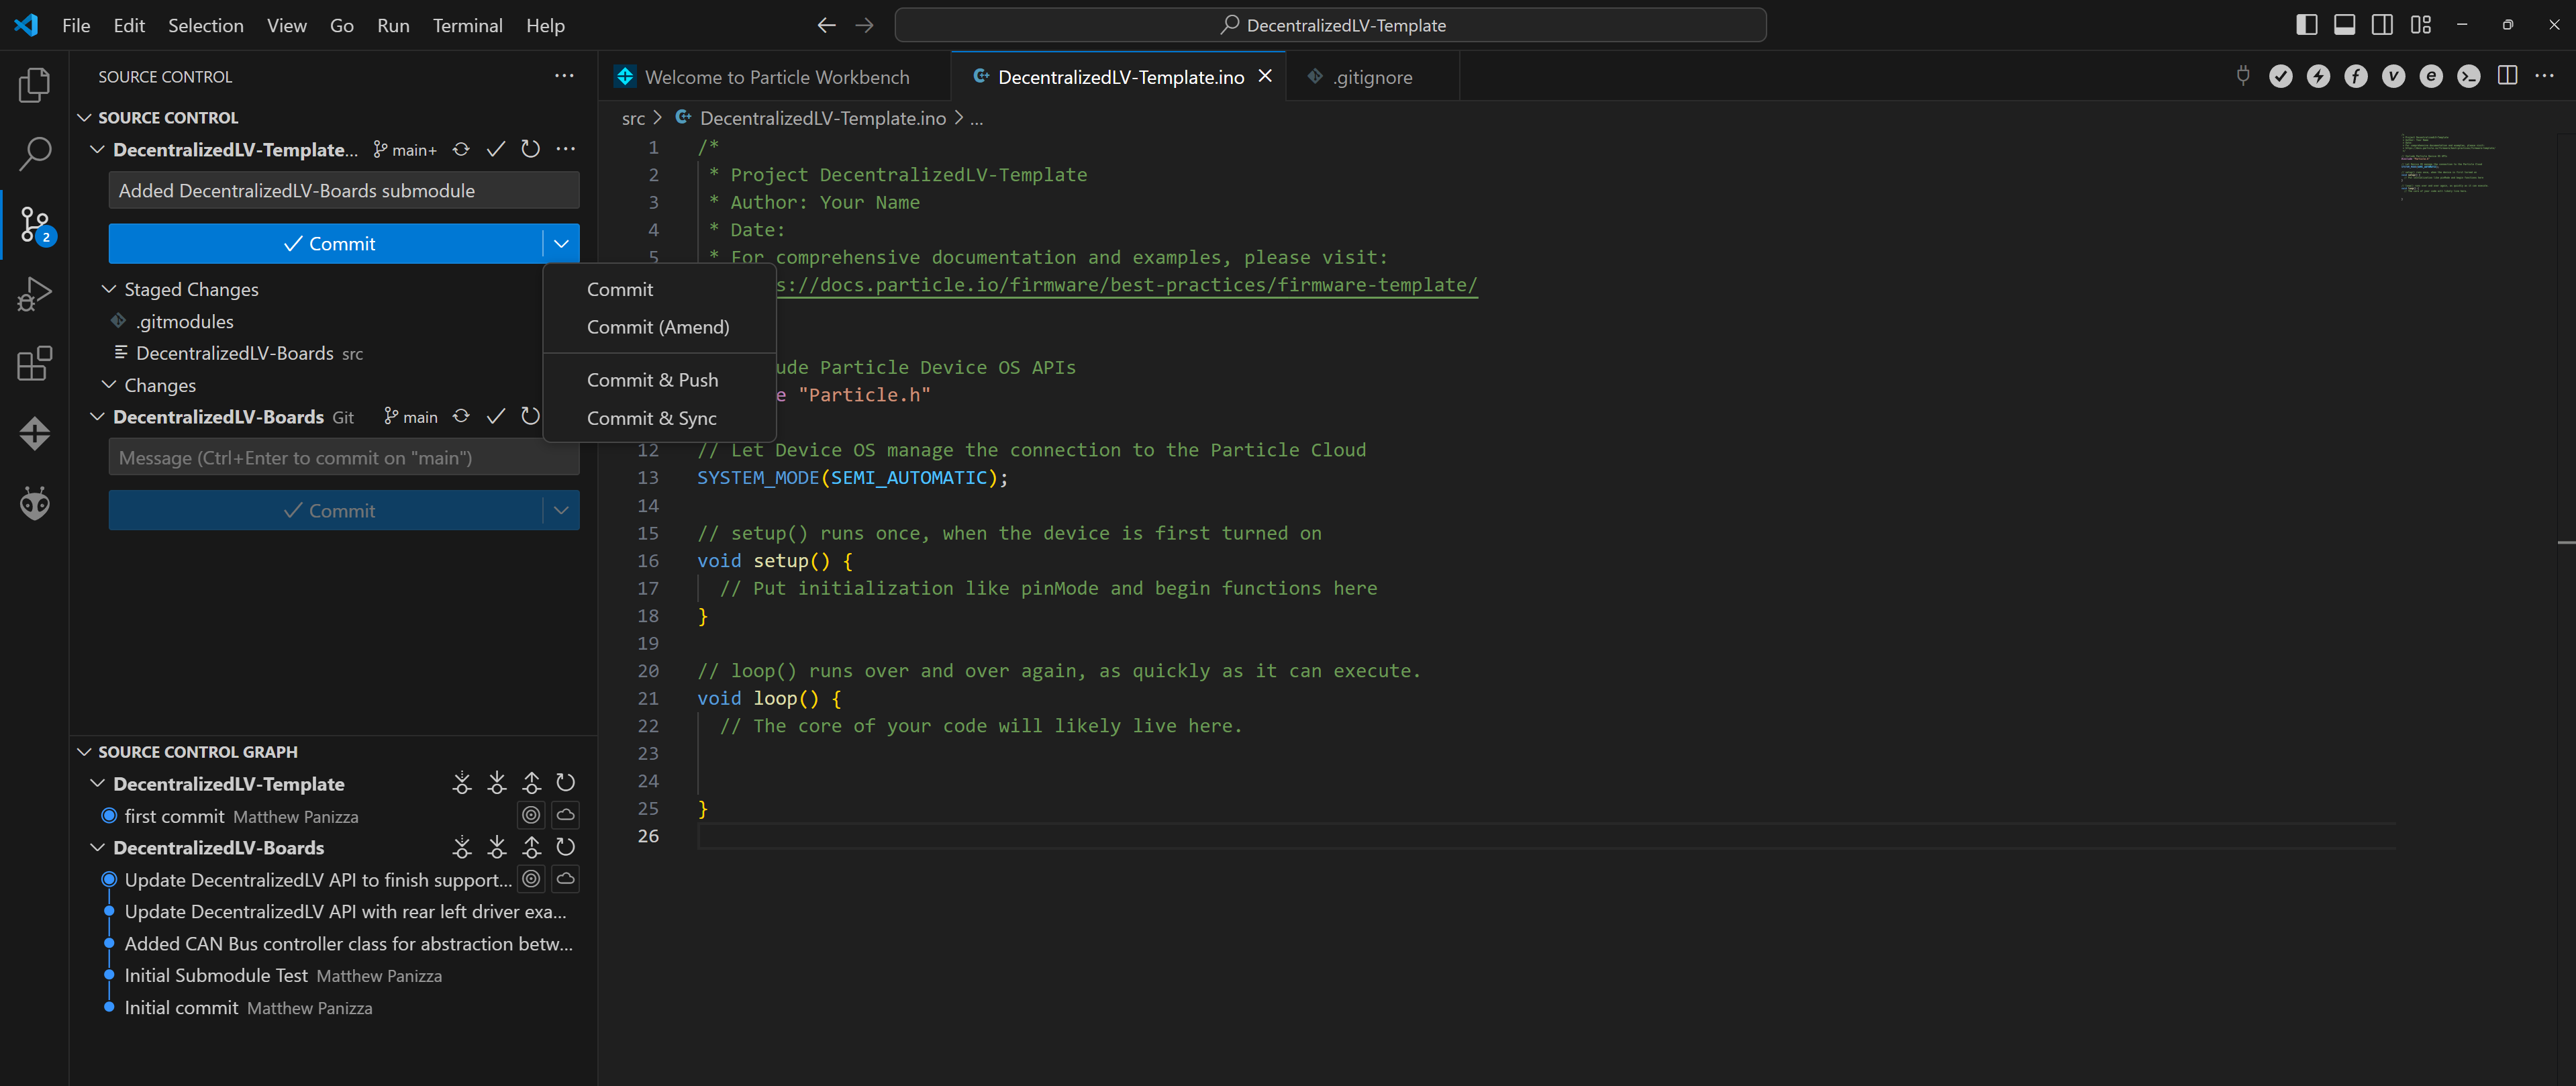 File Edit Selection View Go Run Terminal Help
DecentralizedLV-Template
SOURCE CONTROL
SOURCE CONTROL
DecentralizedLV-Template... main+
Added DecentralizedLV-Boards submodule
Commit
Staged Changes
.gitmodules
DecentralizedLV-Boards src
Changes
DecentralizedLV-Boards Git main
Message (Ctrl+Enter to commit on "main")
Commit
2
Commit
Commit (Amend)
Commit & Push
Commit & Sync
SOURCE CONTROL GRAPH
DecentralizedLV-Template
first commit Matthew Panizza
DecentralizedLV-Boards
Update DecentralizedLV API to finish support...
Update DecentralizedLV API with rear left driver exa...
Added CAN Bus controller class for abstraction betw...
Initial Submodule Test Matthew Panizza
Initial commit Matthew Panizza
Welcome to Particle Workbench DecentralizedLV-Template.ino .gitignore
src > DecentralizedLV-Template.ino > ...
1 /*
2 * Project DecentralizedLV-Template
3 * Author: Your Name
4 * Date:
5 * For comprehensive documentation and examples, please visit:
s://docs.particle.io/firmware/best-practices/firmware-template/
ude Particle Device OS APIs
e "Particle.h"
12 // Let Device OS manage the connection to the Particle Cloud
13 SYSTEM_MODE(SEMI_AUTOMATIC);
14
15 // setup() runs once, when the device is first turned on
16 void setup() {
17 // Put initialization like pinMode and begin functions here
18 }
19
20 // loop() runs over and over again, as quickly as it can execute.
21 void loop() {
22 // The core of your code will likely live here.
23
24
25 }
26